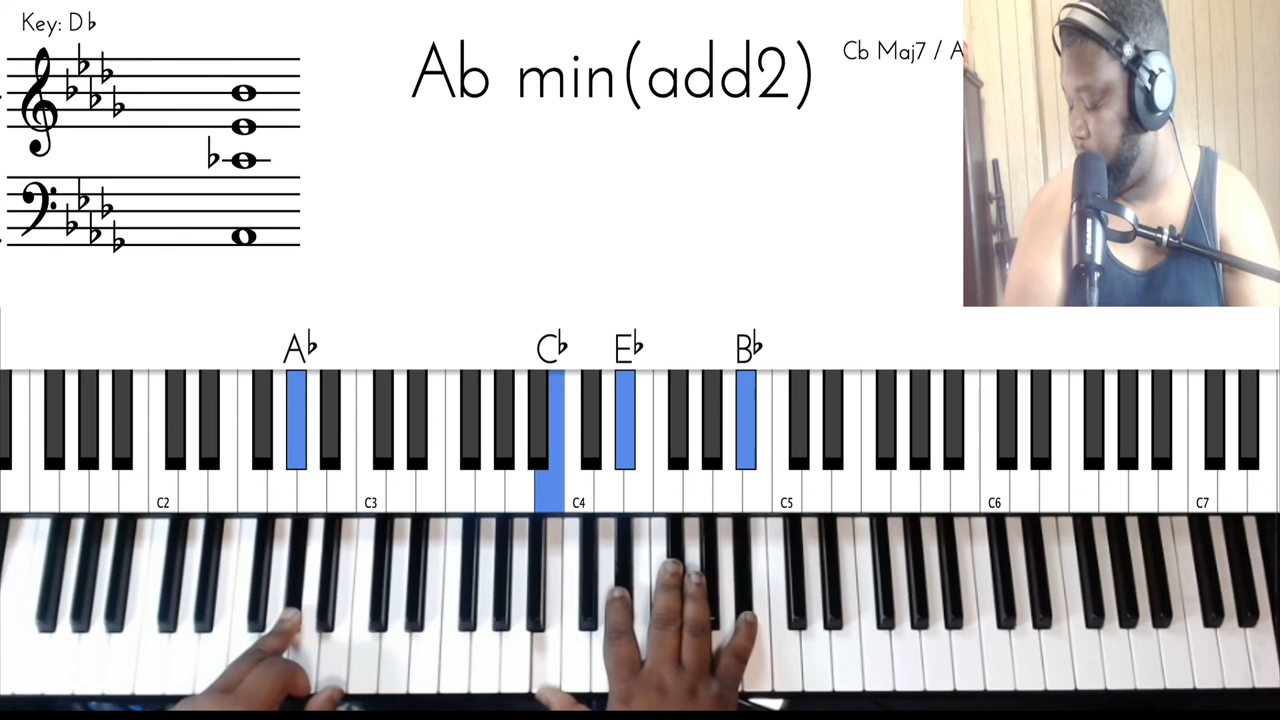 Key: D♭
Ab min(add2)
Cb Maj7 / A
A♭ C♭ E♭ B♭
C2 C3 C4 C5 C6 C7